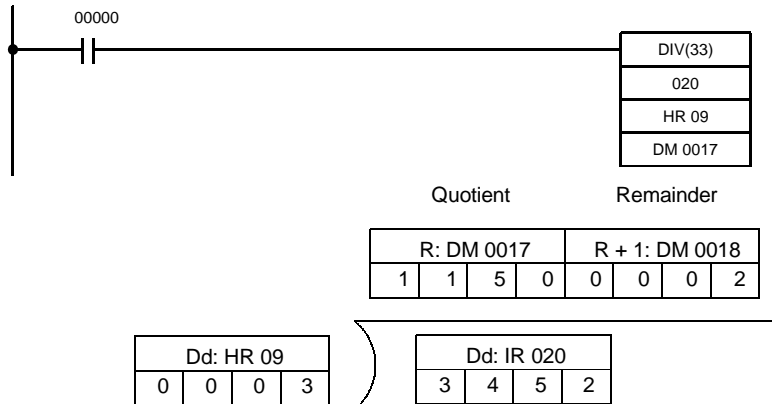 00000
DIV(33)
020
HR 09
DM 0017
Quotient Remainder
R: DM 0017 R + 1: DM 0018
1 1 5 0 0 0 0 2
Dd: HR 09 Dd: IR 020
0 0 0 3 3 4 5 2